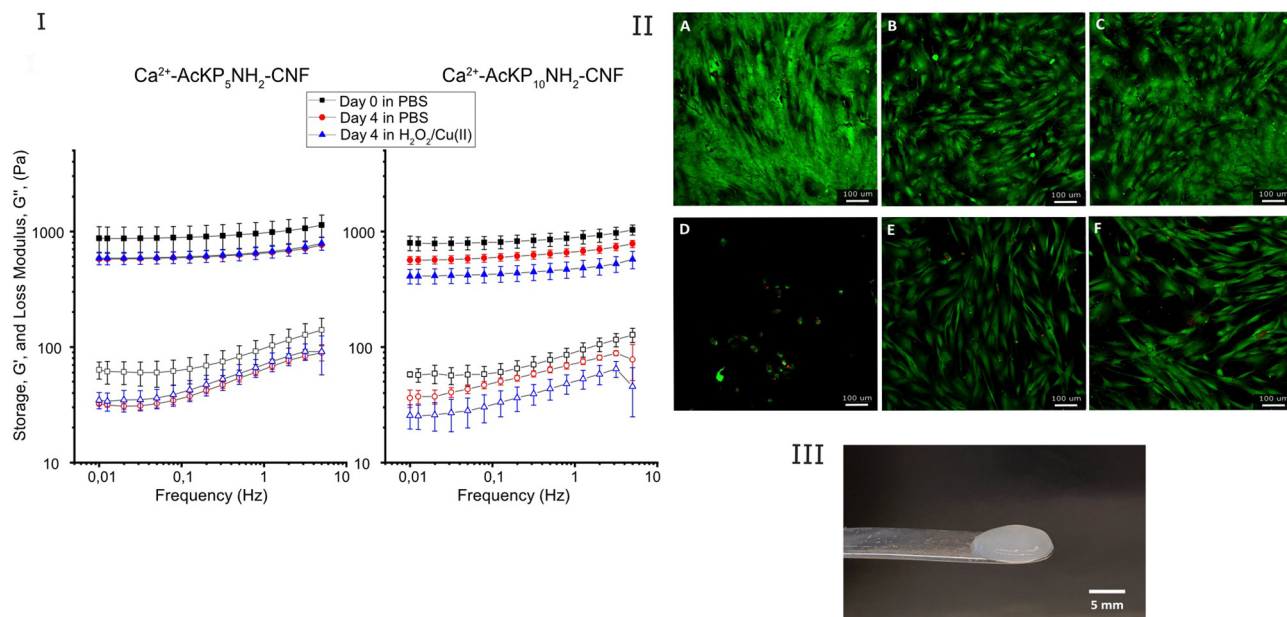 I
Ca²⁺-AcKP₅NH₂-CNF
Ca²⁺-AcKP₁₀NH₂-CNF
Day 0 in PBS
Day 4 in PBS
Day 4 in H₂O₂/Cu(II)
Storage, G', and Loss Modulus, G'', (Pa)
1000
100
10
0,01
0,1
1
10
0,01
0,1
1
10
Frequency (Hz)
Frequency (Hz)
II
A
B
C
100 um
100 um
100 um
D
E
F
100 um
100 um
100 um
III
5 mm